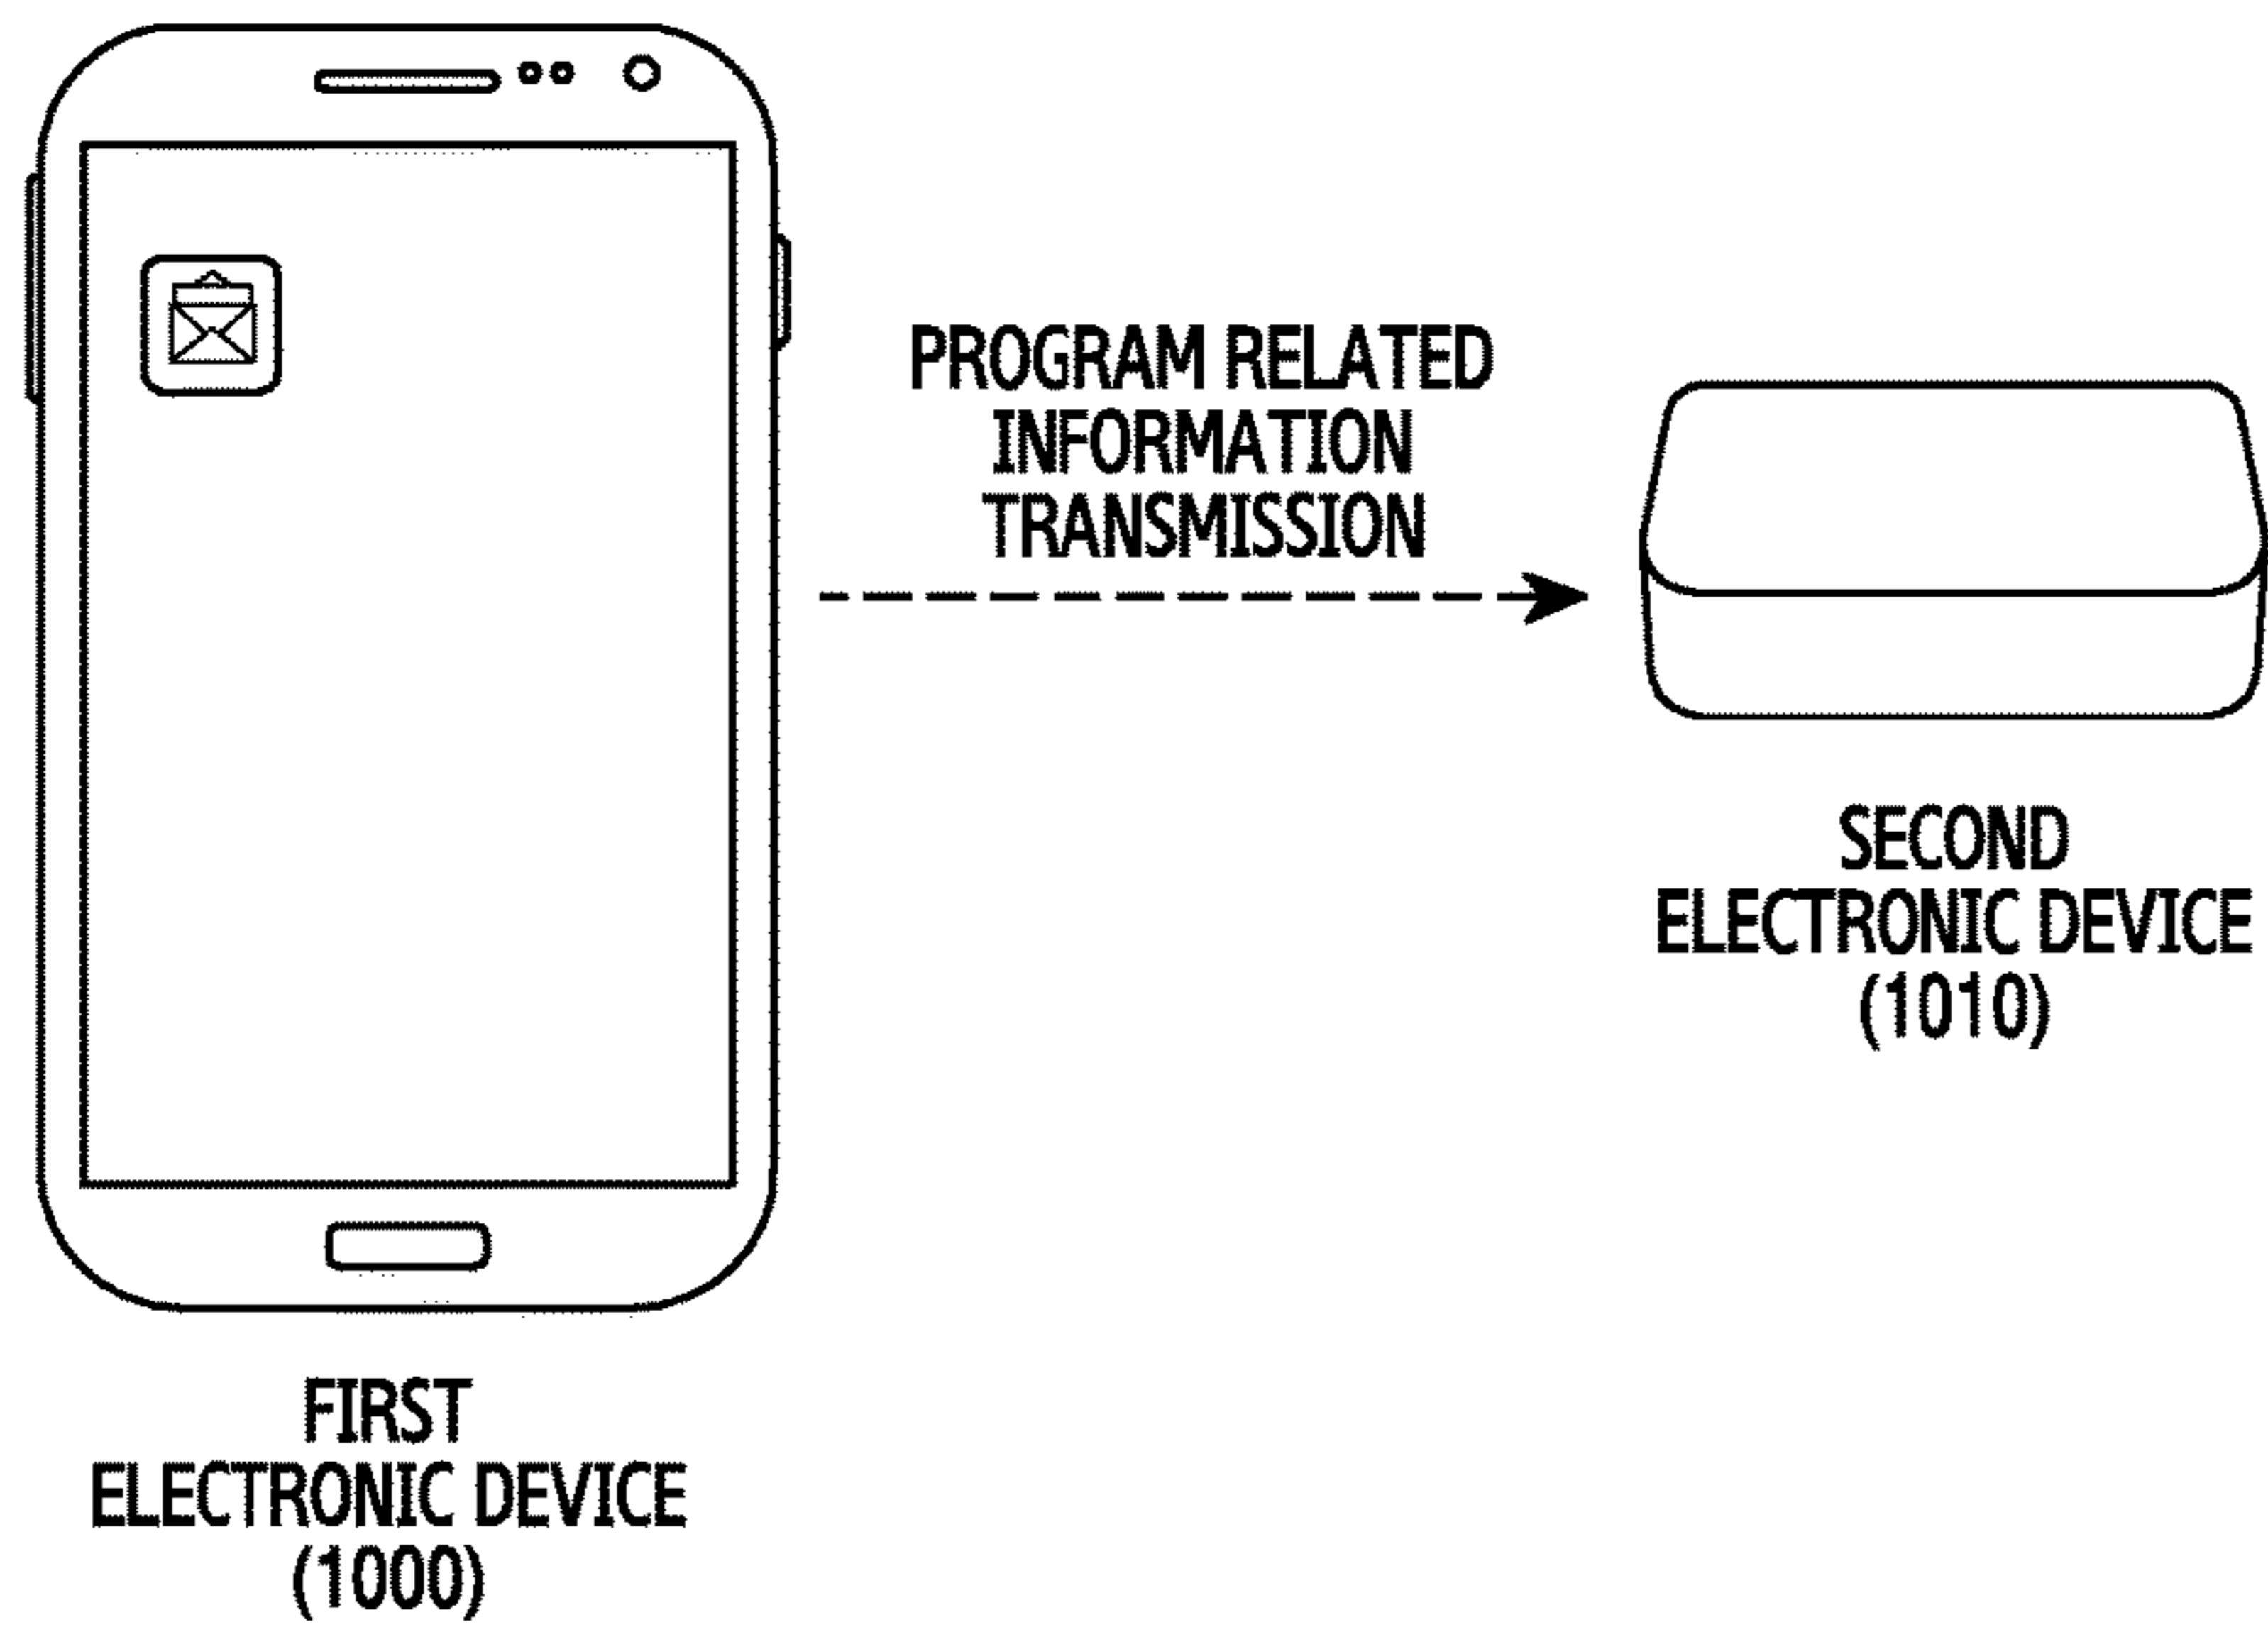 PROGRAM RELATED
INFORMATION
TRANSMISSION
SECOND
ELECTRONIC DEVICE
(1010)
FIRST
ELECTRONIC DEVICE
(1000)